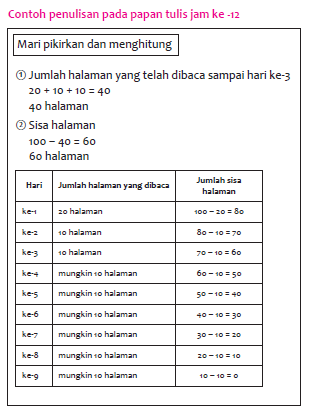 Contoh penulisan pada papan tulis jam ke -12
Mari pikirkan dan menghitung
① Jumlah halaman yang telah dibaca sampai hari ke-3
20 + 10 + 10 = 40
40 halaman
② Sisa halaman
100 – 40 = 60
60 halaman
Hari Jumlah halaman yang dibaca Jumlah sisa halaman
ke-1 20 halaman 100 – 20 = 80
ke-2 10 halaman 80 – 10 = 70
ke-3 10 halaman 70 – 10 = 60
ke-4 mungkin 10 halaman 60 – 10 = 50
ke-5 mungkin 10 halaman 50 – 10 = 40
ke-6 mungkin 10 halaman 40 – 10 = 30
ke-7 mungkin 10 halaman 30 – 10 = 20
ke-8 mungkin 10 halaman 20 – 10 = 10
ke-9 mungkin 10 halaman 10 – 10 = 0